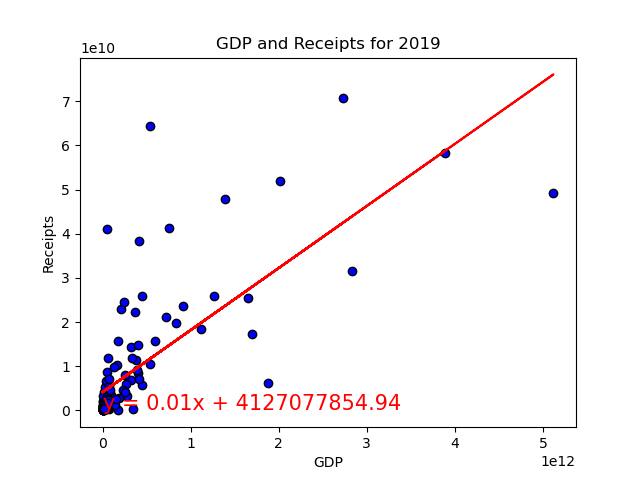 GDP and Receipts for 2019
1e10
7
6
5
4
3
2
1
0
Receipts
y = 0.01x + 4127077854.94
0 1 2 3 4 5
1e12
GDP